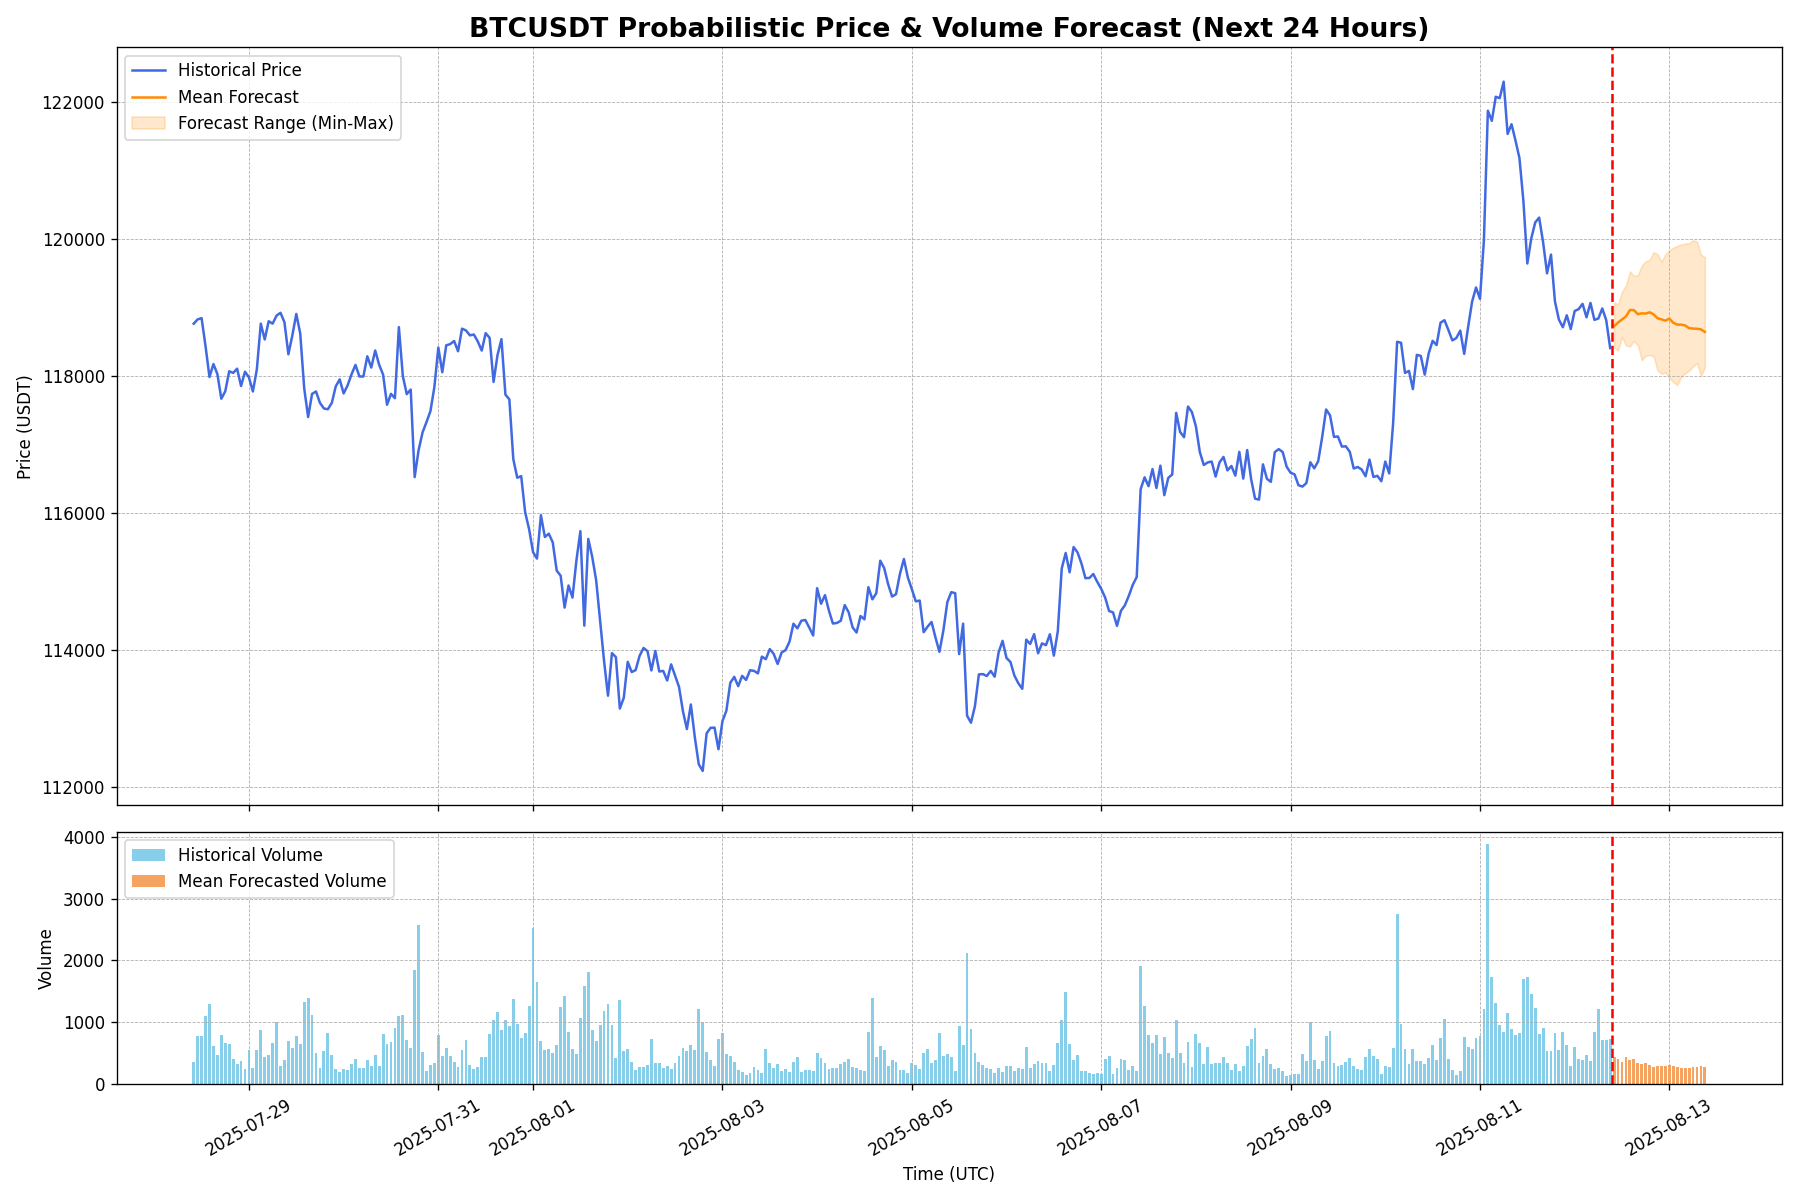 BTCUSDT Probabilistic Price & Volume Forecast (Next 24 Hours)
Historical Price
Mean Forecast
Forecast Range (Min-Max)
122000
120000
118000
116000
114000
112000
Price (USDT)
Historical Volume
Mean Forecasted Volume
4000
3000
2000
1000
0
Volume
2025-07-29
2025-07-31
2025-08-01
2025-08-03
2025-08-05
2025-08-07
2025-08-09
2025-08-11
2025-08-13
Time (UTC)